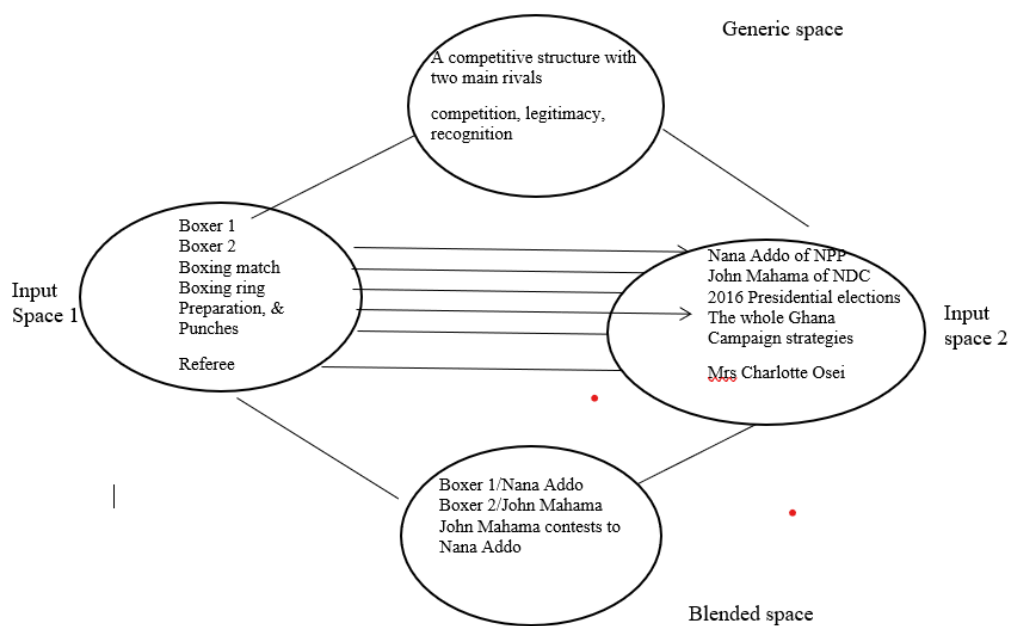 Generic space
A competitive structure with
two main rivals
competition, legitimacy,
recognition
Input
Space 1
Boxer 1
Boxer 2
Boxing match
Boxing ring
Preparation, &
Punches
Referee
Nana Addo of NPP
John Mahama of NDC
2016 Presidential elections
The whole Ghana
Campaign strategies
Mrs Charlotte Osei
Input
space 2
Boxer 1/Nana Addo
Boxer 2/John Mahama
John Mahama contests to
Nana Addo
Blended space